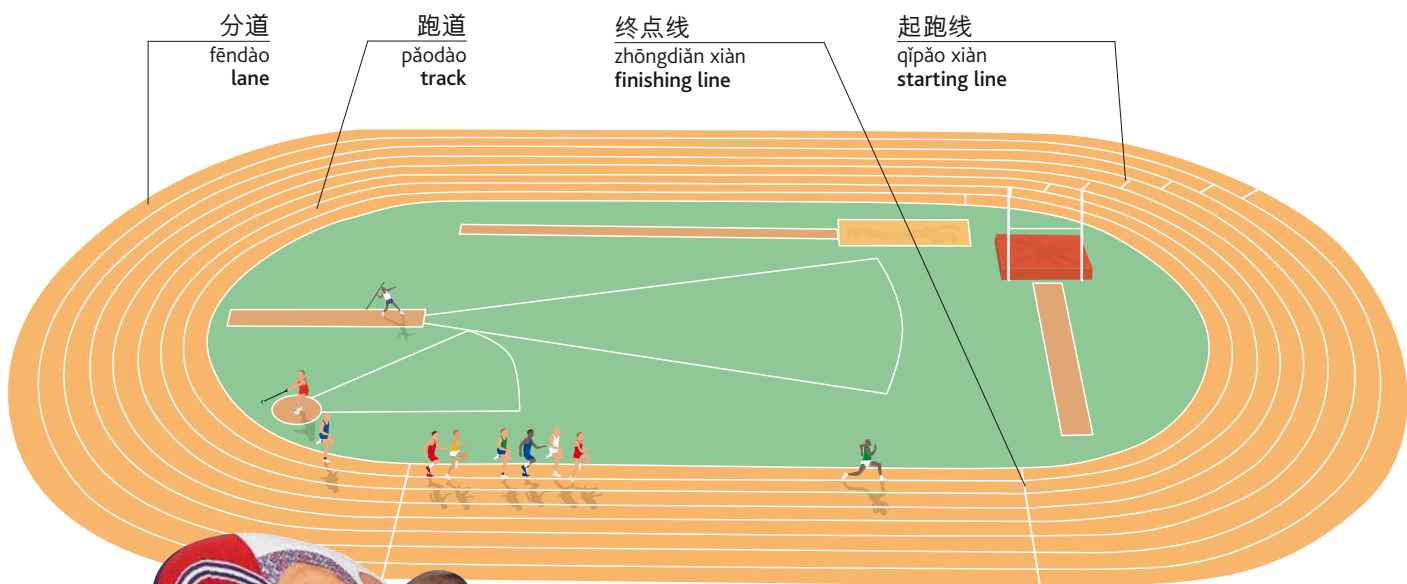 分道
fēndào
lane
跑道
pǎodào
track
终点线
zhōngdiǎn xiàn
finishing line
起跑线
qǐpǎo xiàn
starting line